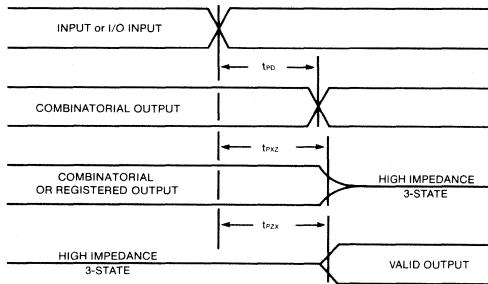 INPUT or I/O INPUT
tPD
COMBINATORIAL OUTPUT
tPXZ
COMBINATORIAL
OR REGISTERED OUTPUT
HIGH IMPEDANCE
3-STATE
tPZX
HIGH IMPEDANCE
3-STATE
VALID OUTPUT